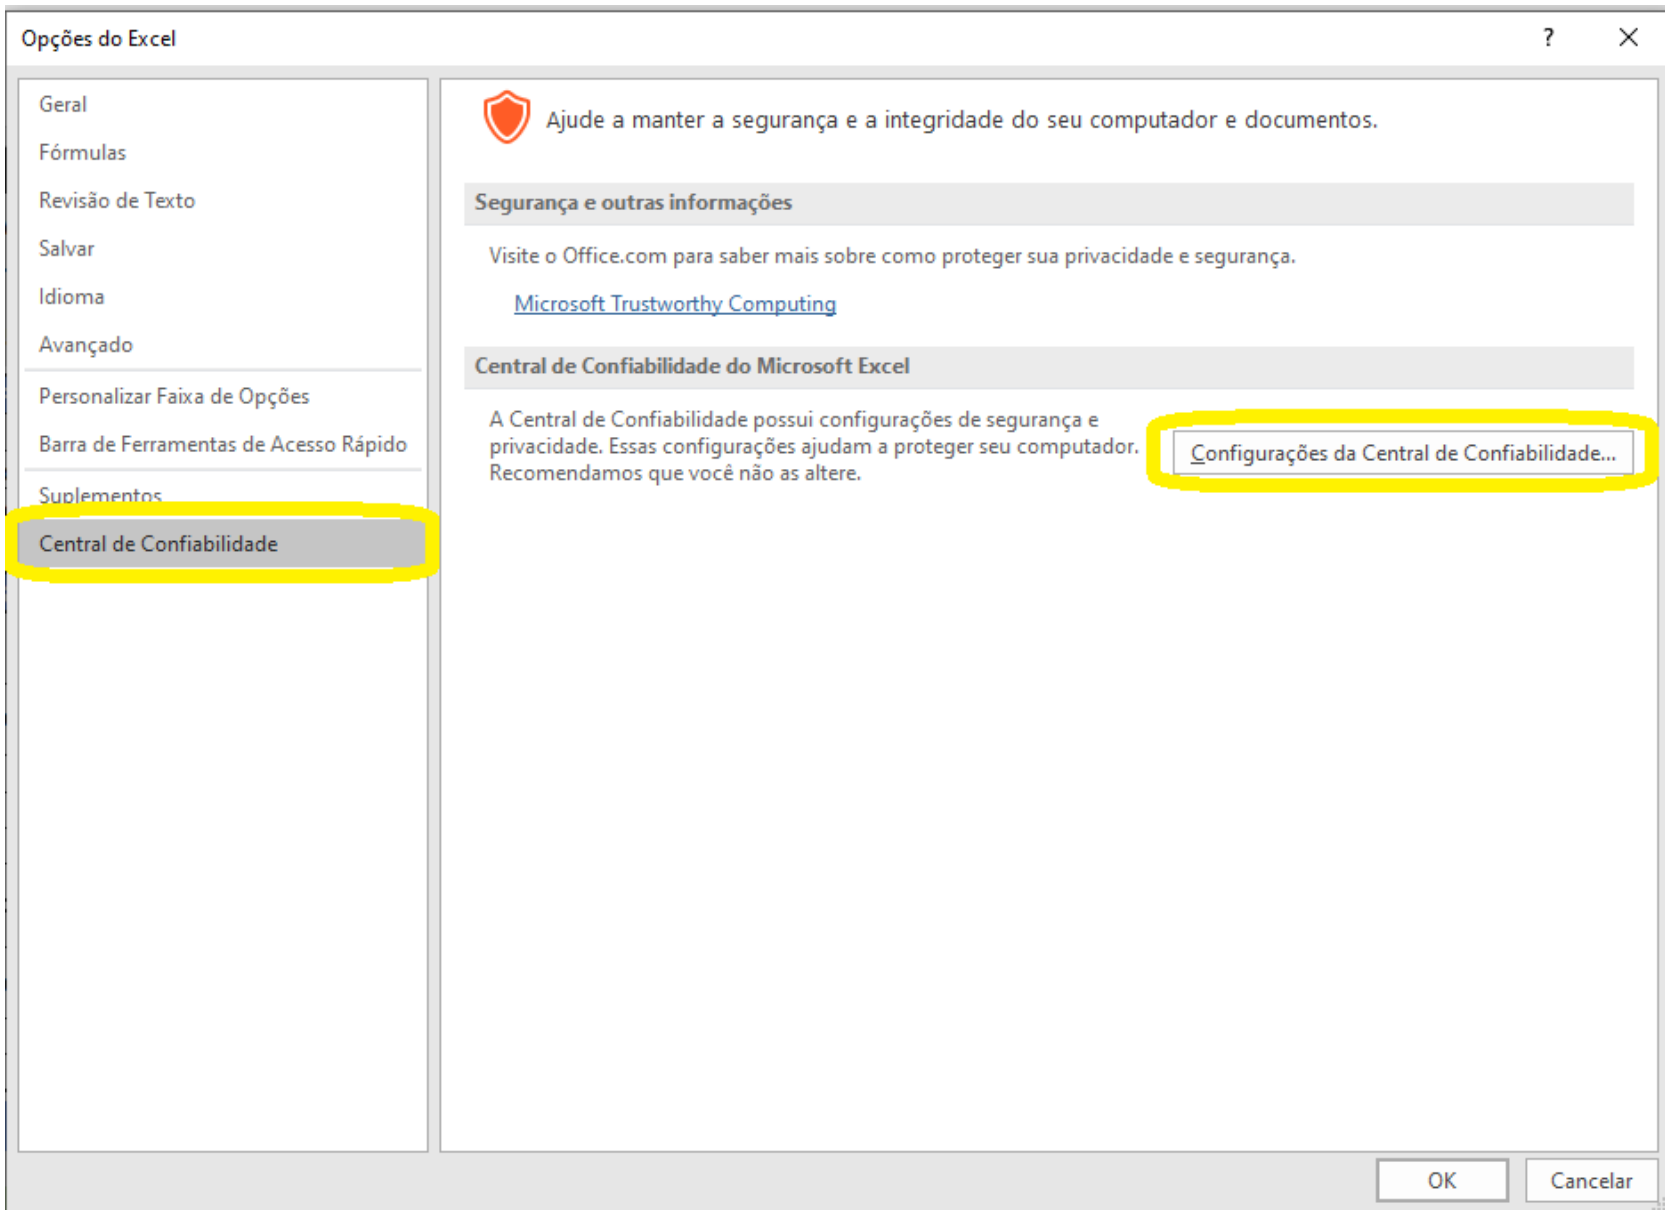 Opções do Excel
?
Geral
Fórmulas
Revisão de Texto
Salvar
Idioma
Avançado
Personalizar Faixa de Opções
Barra de Ferramentas de Acesso Rápido
Suplementos
Central de Confiabilidade
Ajude a manter a segurança e a integridade do seu computador e documentos.
Segurança e outras informações
Visite o Office.com para saber mais sobre como proteger sua privacidade e segurança.
Microsoft Trustworthy Computing
Central de Confiabilidade do Microsoft Excel
A Central de Confiabilidade possui configurações de segurança e
privacidade. Essas configurações ajudam a proteger seu computador.
Recomendamos que você não as altere.
Configurações da Central de Confiabilidade...
OK
Cancelar